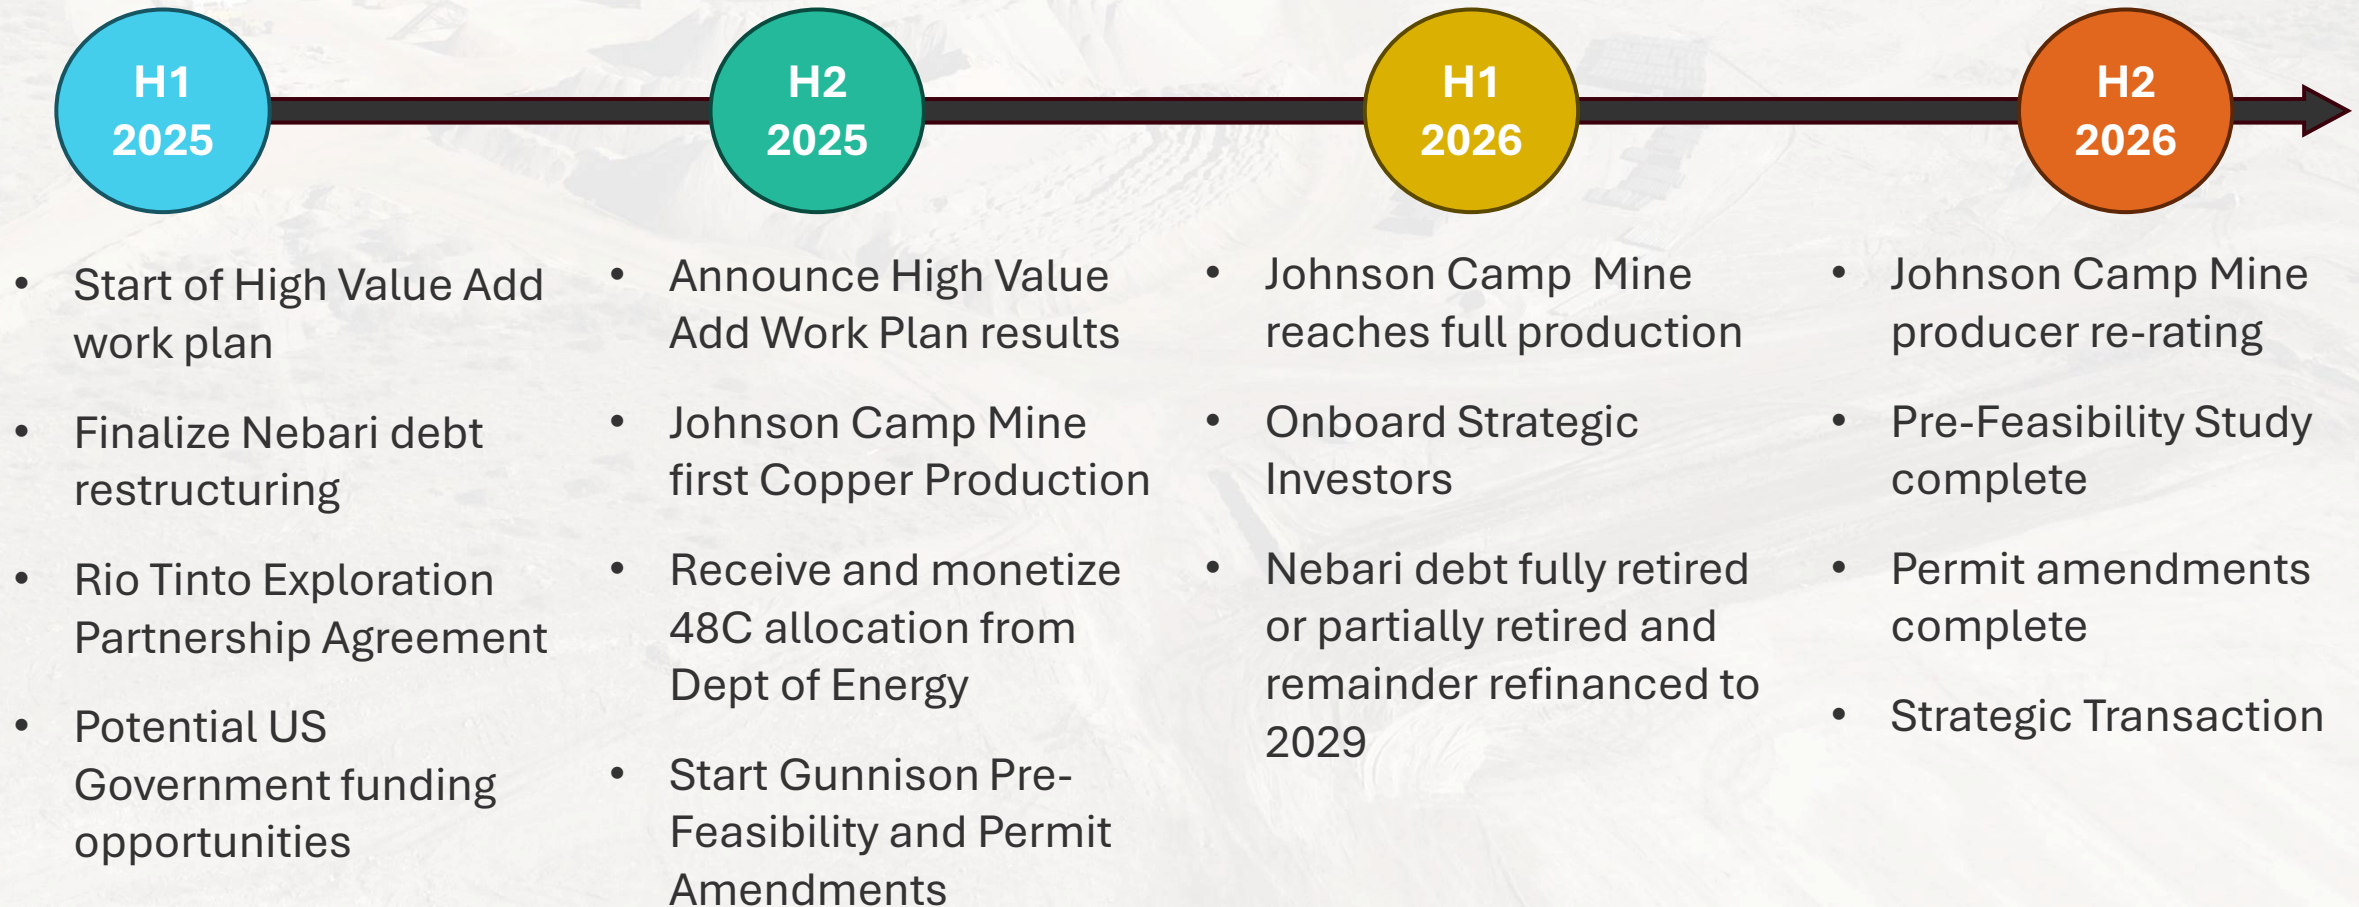 H1
2025
H2
2025
H1
2026
H2
2026
• Start of High Value Add
work plan
• Finalize Nebari debt
restructuring
• Rio Tinto Exploration
Partnership Agreement
• Potential US
Government funding
opportunities
• Announce High Value
Add Work Plan results
• Johnson Camp Mine
first Copper Production
• Receive and monetize
48C allocation from
Dept of Energy
• Start Gunnison Pre-
Feasibility and Permit
Amendments
• Johnson Camp  Mine
reaches full production
• Onboard Strategic
Investors
• Nebari debt fully retired
or partially retired and
remainder refinanced to
2029
• Johnson Camp Mine
producer re-rating
• Pre-Feasibility Study
complete
• Permit amendments
complete
• Strategic Transaction